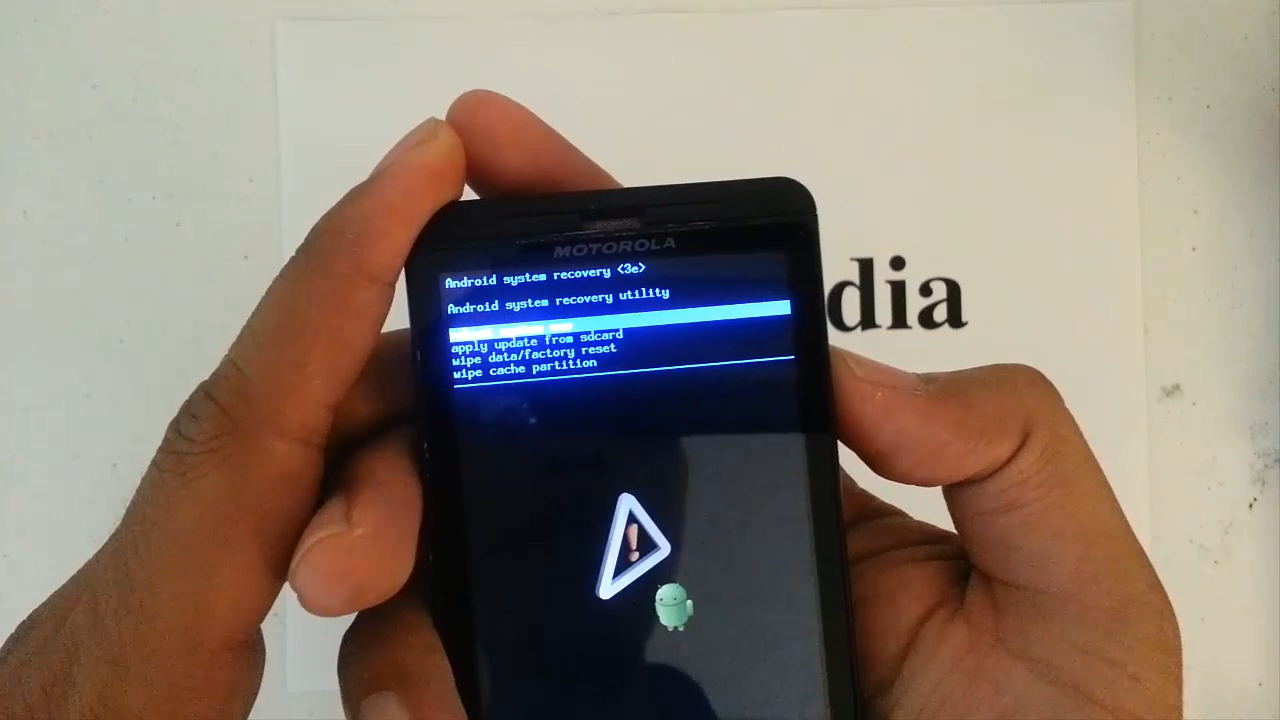 MOTOROLA
Android system recovery <3e>
Android system recovery utility
apply update from sdcard
wipe data/factory reset
wipe cache partition
dia